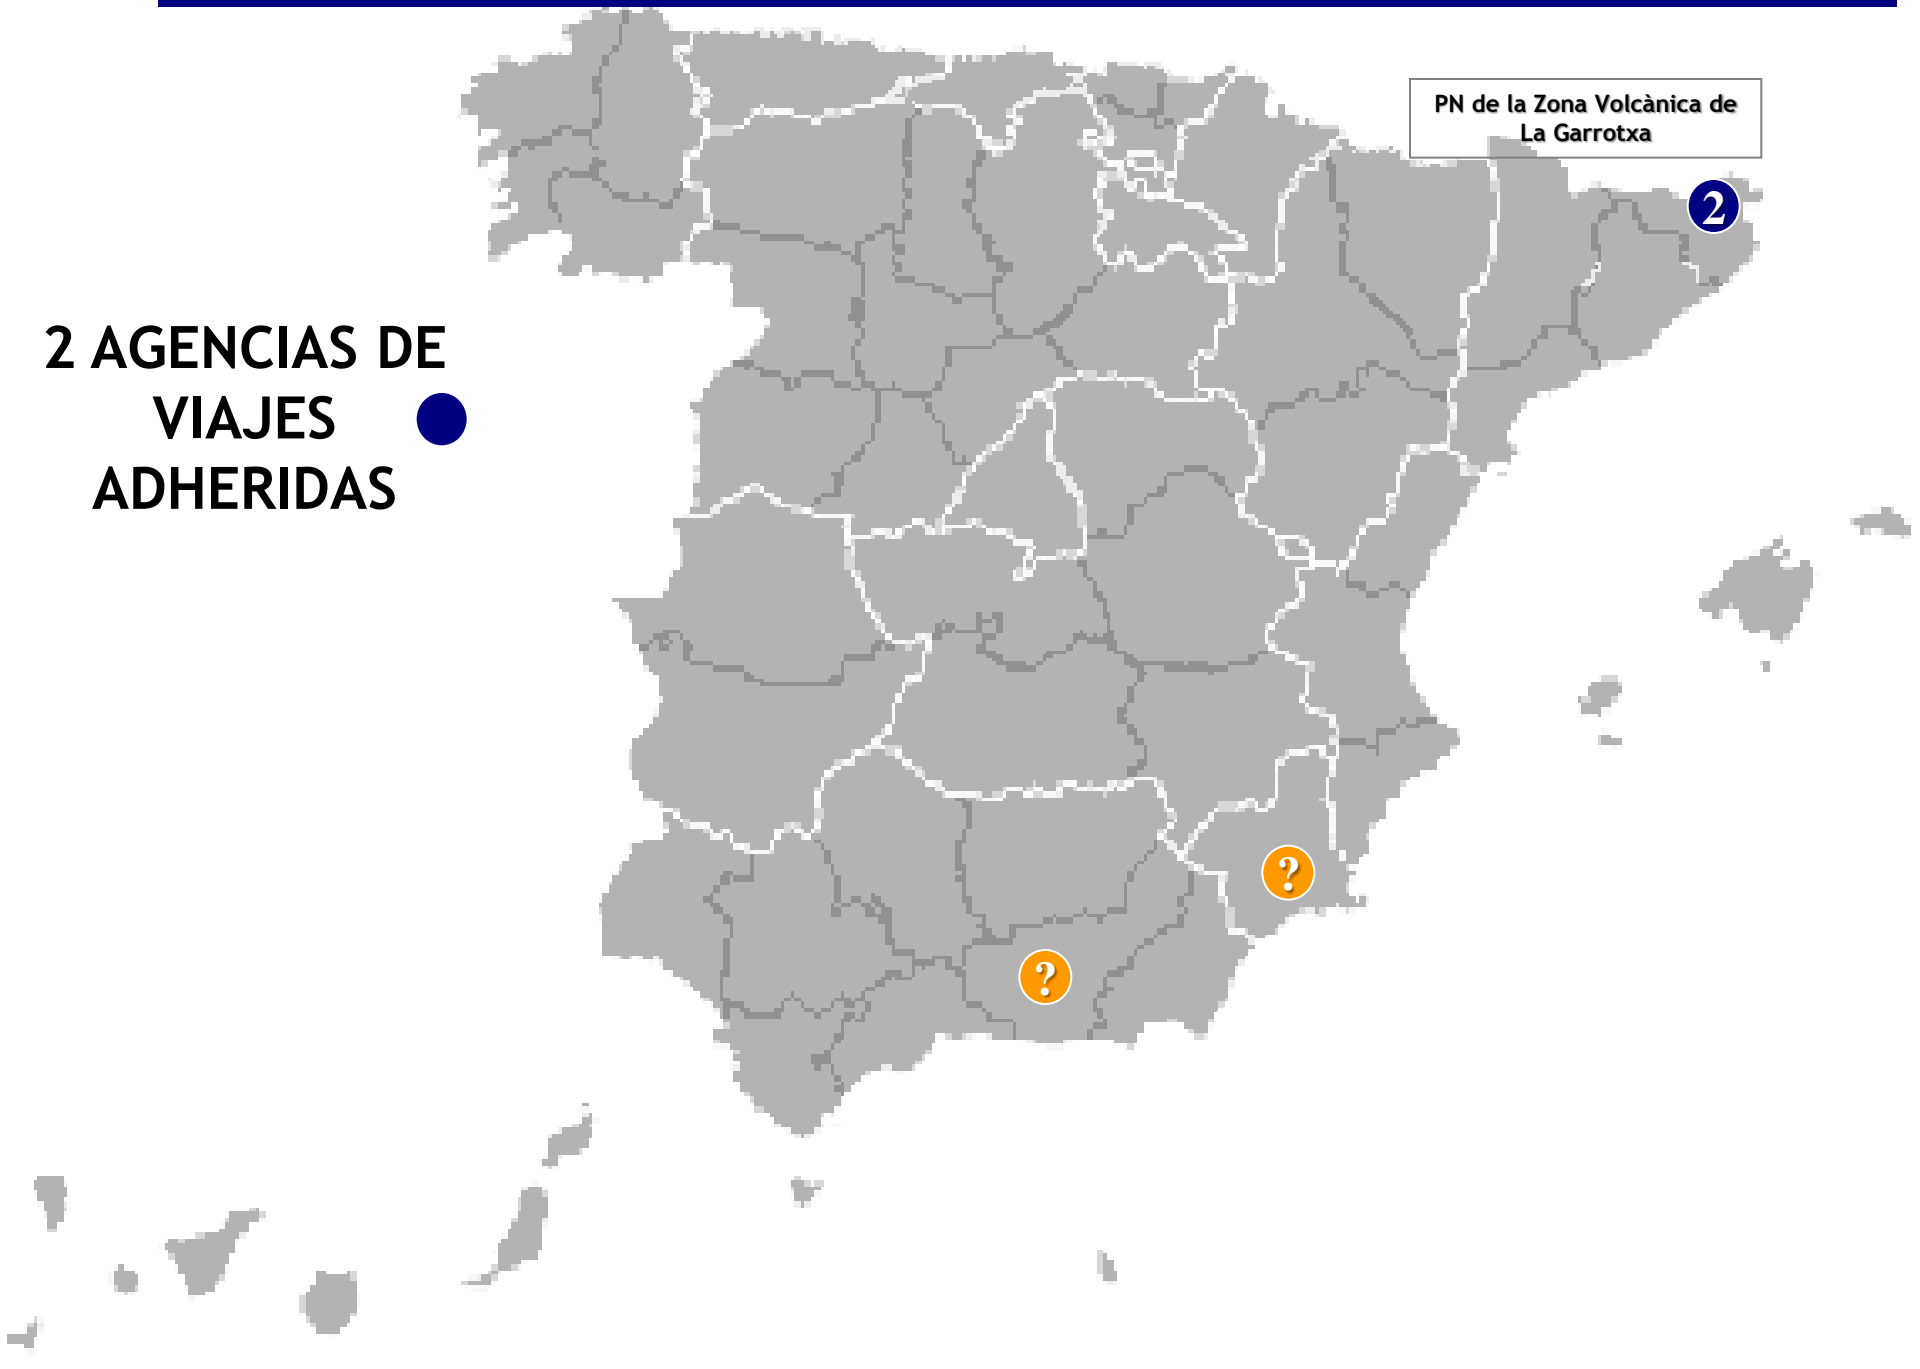 PN de la Zona Volcànica de
La Garrotxa
2
2 AGENCIAS DE
VIAJES
ADHERIDAS
?
?